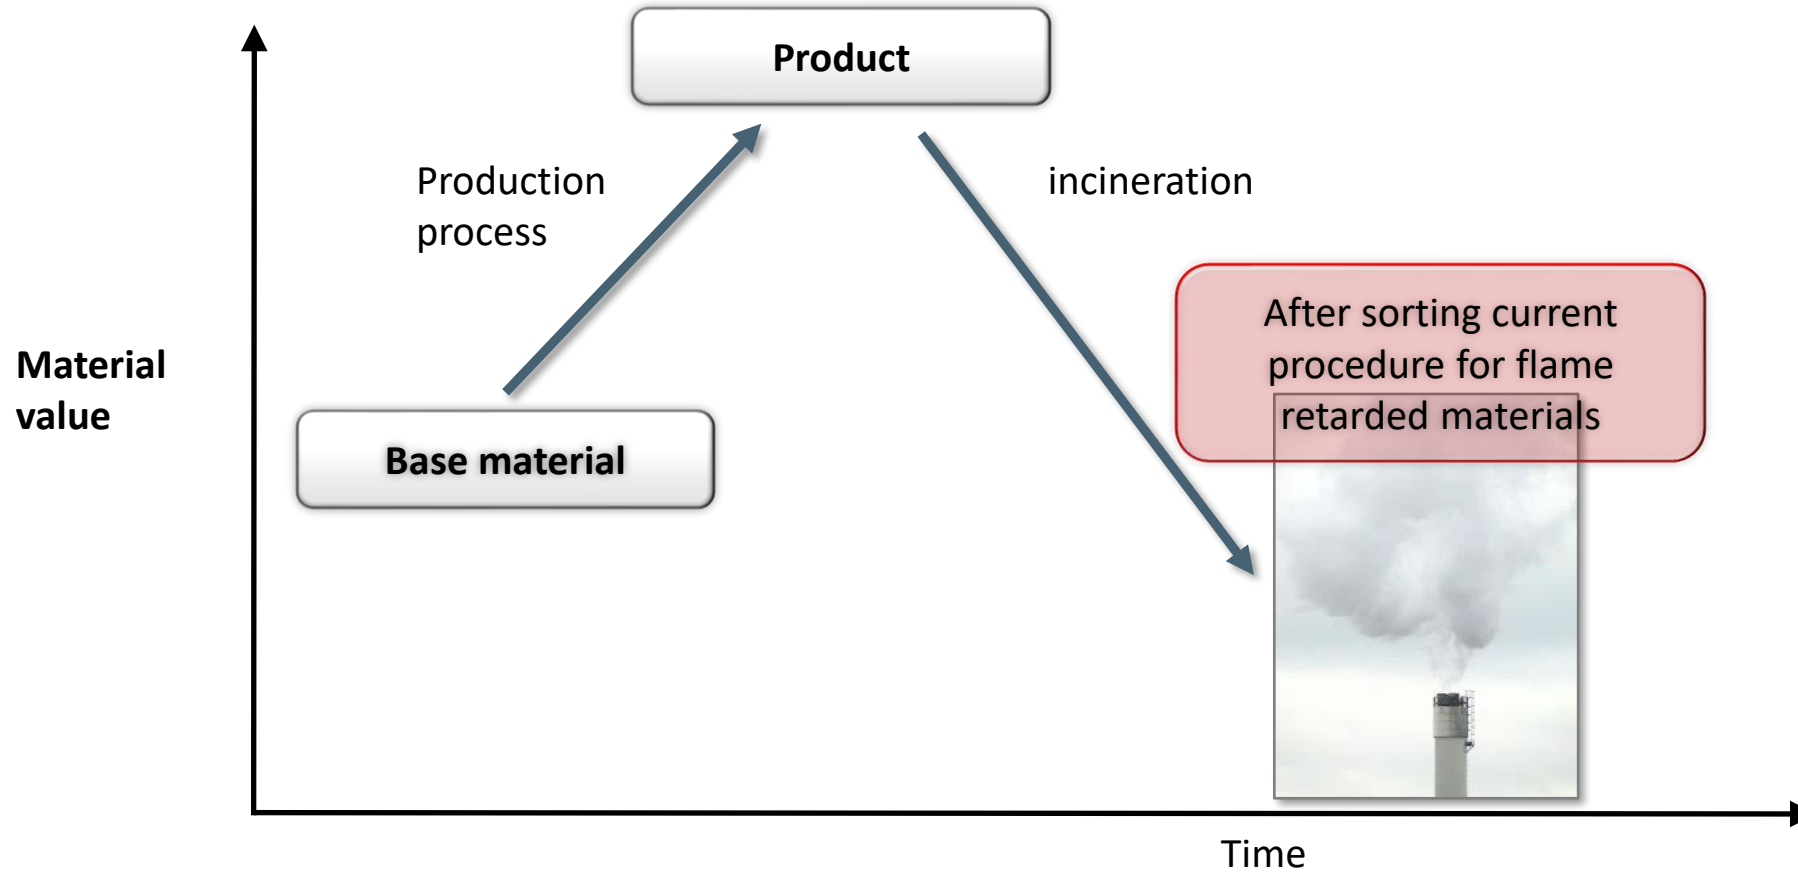 Product
Production
process
incineration
After sorting current
procedure for flame
retarded materials
Material
value
Base material
Time